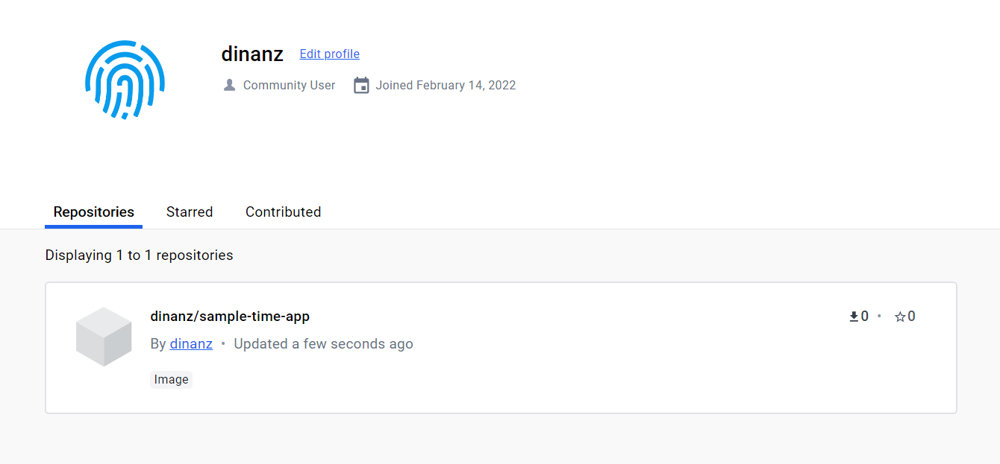 dinanz Edit profile
Community User Joined February 14, 2022
Repositories Starred Contributed
Displaying 1 to 1 repositories
dinanz/sample-time-app 0 • 0
By dinanz • Updated a few seconds ago
Image